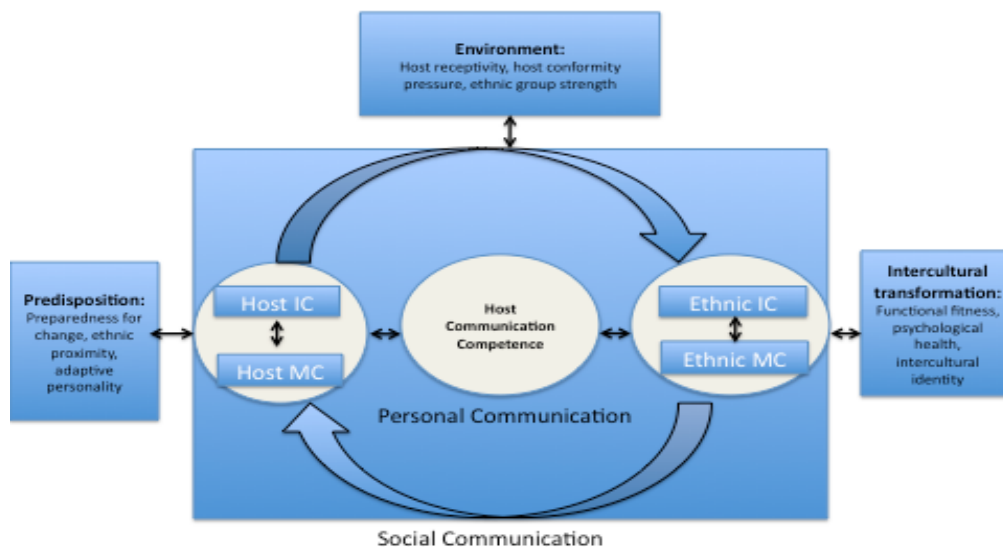 Environment:
Host receptivity, host conformity
pressure, ethnic group strength
Predisposition:
Preparedness for
change, ethnic
proximity,
adaptive
personality
Host IC
Host MC
Host
Communication
Competence
Ethnic IC
Ethnic MC
Intercultural
transformation:
Functional fitness,
psychological
health,
intercultural
identity
Personal Communication
Social Communication